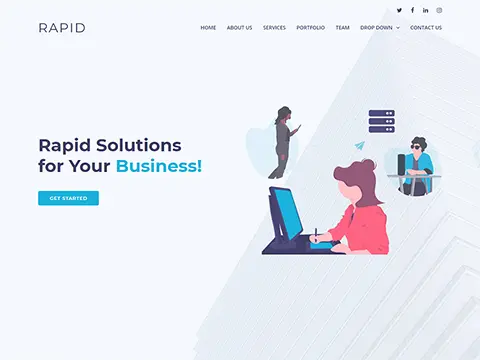 RAPID
HOME ABOUT US SERVICES PORTFOLIO TEAM DROP DOWN CONTACT US
Rapid Solutions
for Your Business!
GET STARTED